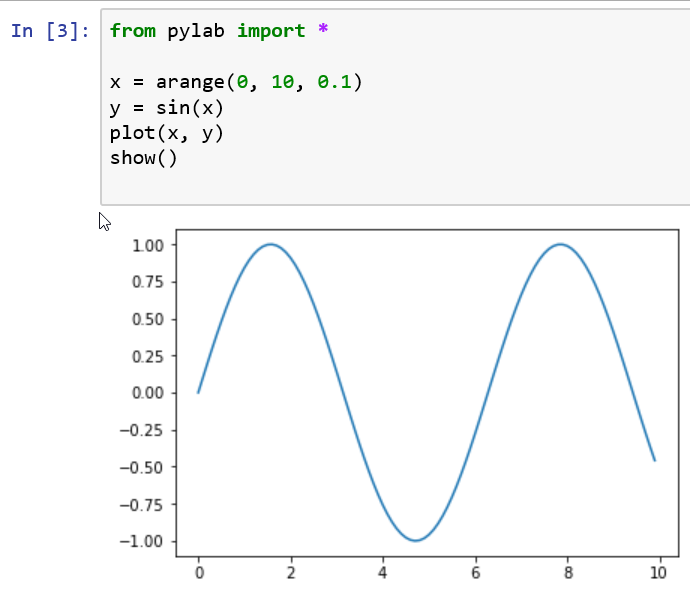 In [3]: from pylab import *
x = arange(0, 10, 0.1)
y = sin(x)
plot(x, y)
show()
1.00
0.75
0.50
0.25
0.00
−0.25
−0.50
−0.75
−1.00
0 2 4 6 8 10